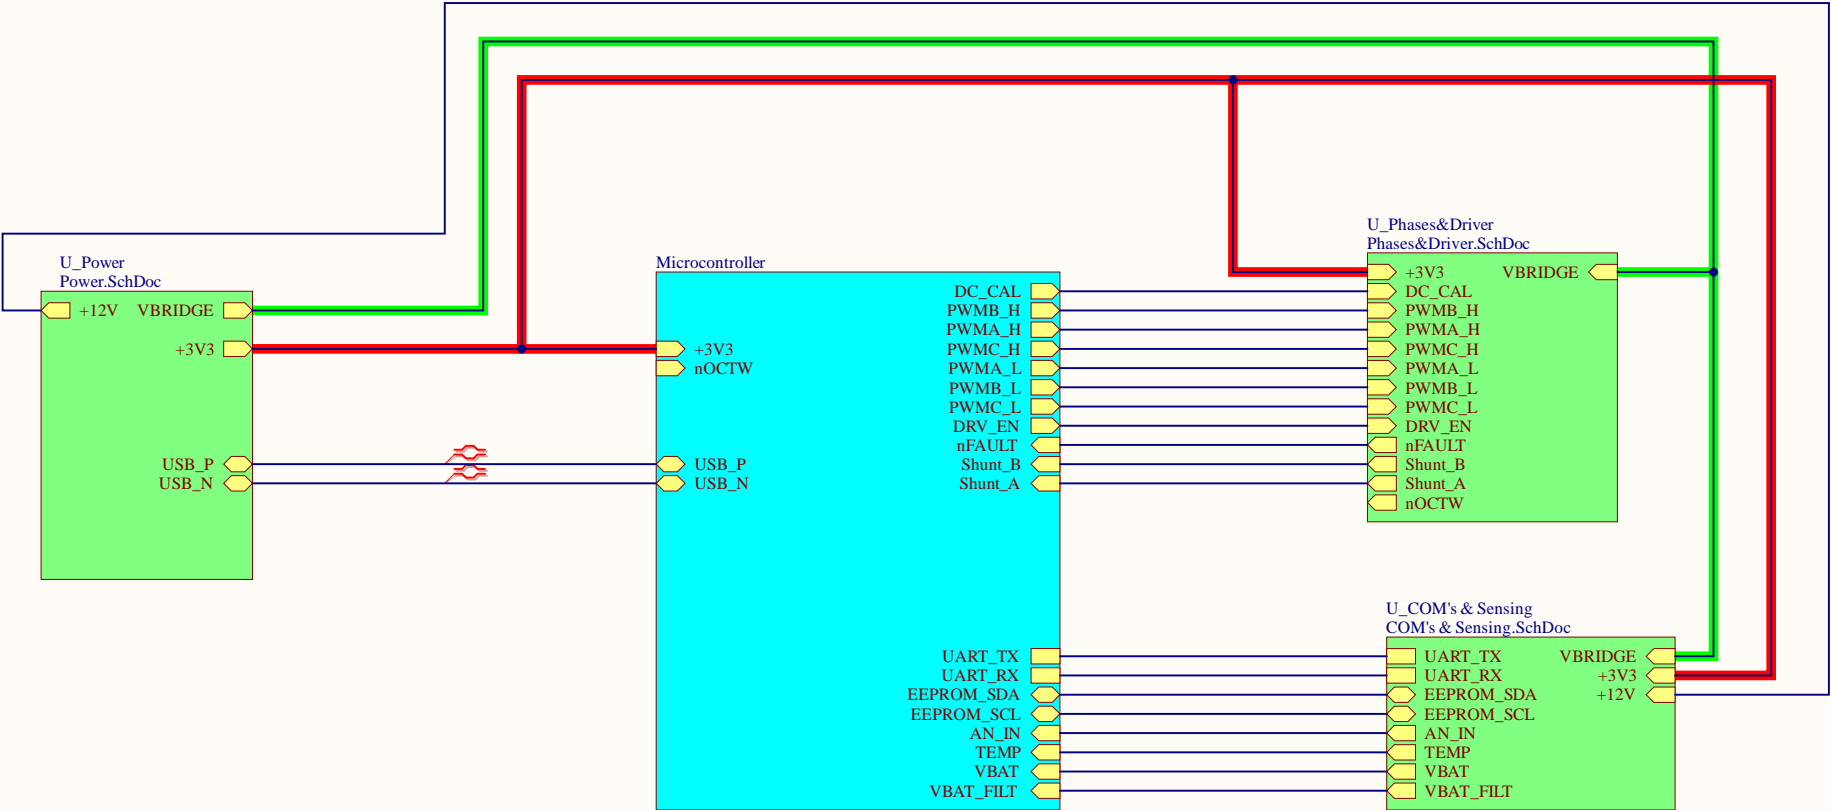 U_Power
Power.SchDoc
+12V
VBRIDGE
+3V3
USB_P
USB_N
Microcontroller
+3V3
nOCTW
USB_P
USB_N
DC_CAL
PWMB_H
PWMA_H
PWMC_H
PWMA_L
PWMB_L
PWMC_L
DRV_EN
nFAULT
Shunt_B
Shunt_A
UART_TX
UART_RX
EEPROM_SDA
EEPROM_SCL
AN_IN
TEMP
VBAT
VBAT_FILT
U_Phases&Driver
Phases&Driver.SchDoc
+3V3
VBRIDGE
DC_CAL
PWMB_H
PWMA_H
PWMC_H
PWMA_L
PWMB_L
PWMC_L
DRV_EN
nFAULT
Shunt_B
Shunt_A
nOCTW
U_COM's & Sensing
COM's & Sensing.SchDoc
UART_TX
VBRIDGE
UART_RX
+3V3
EEPROM_SDA
+12V
EEPROM_SCL
AN_IN
TEMP
VBAT
VBAT_FILT